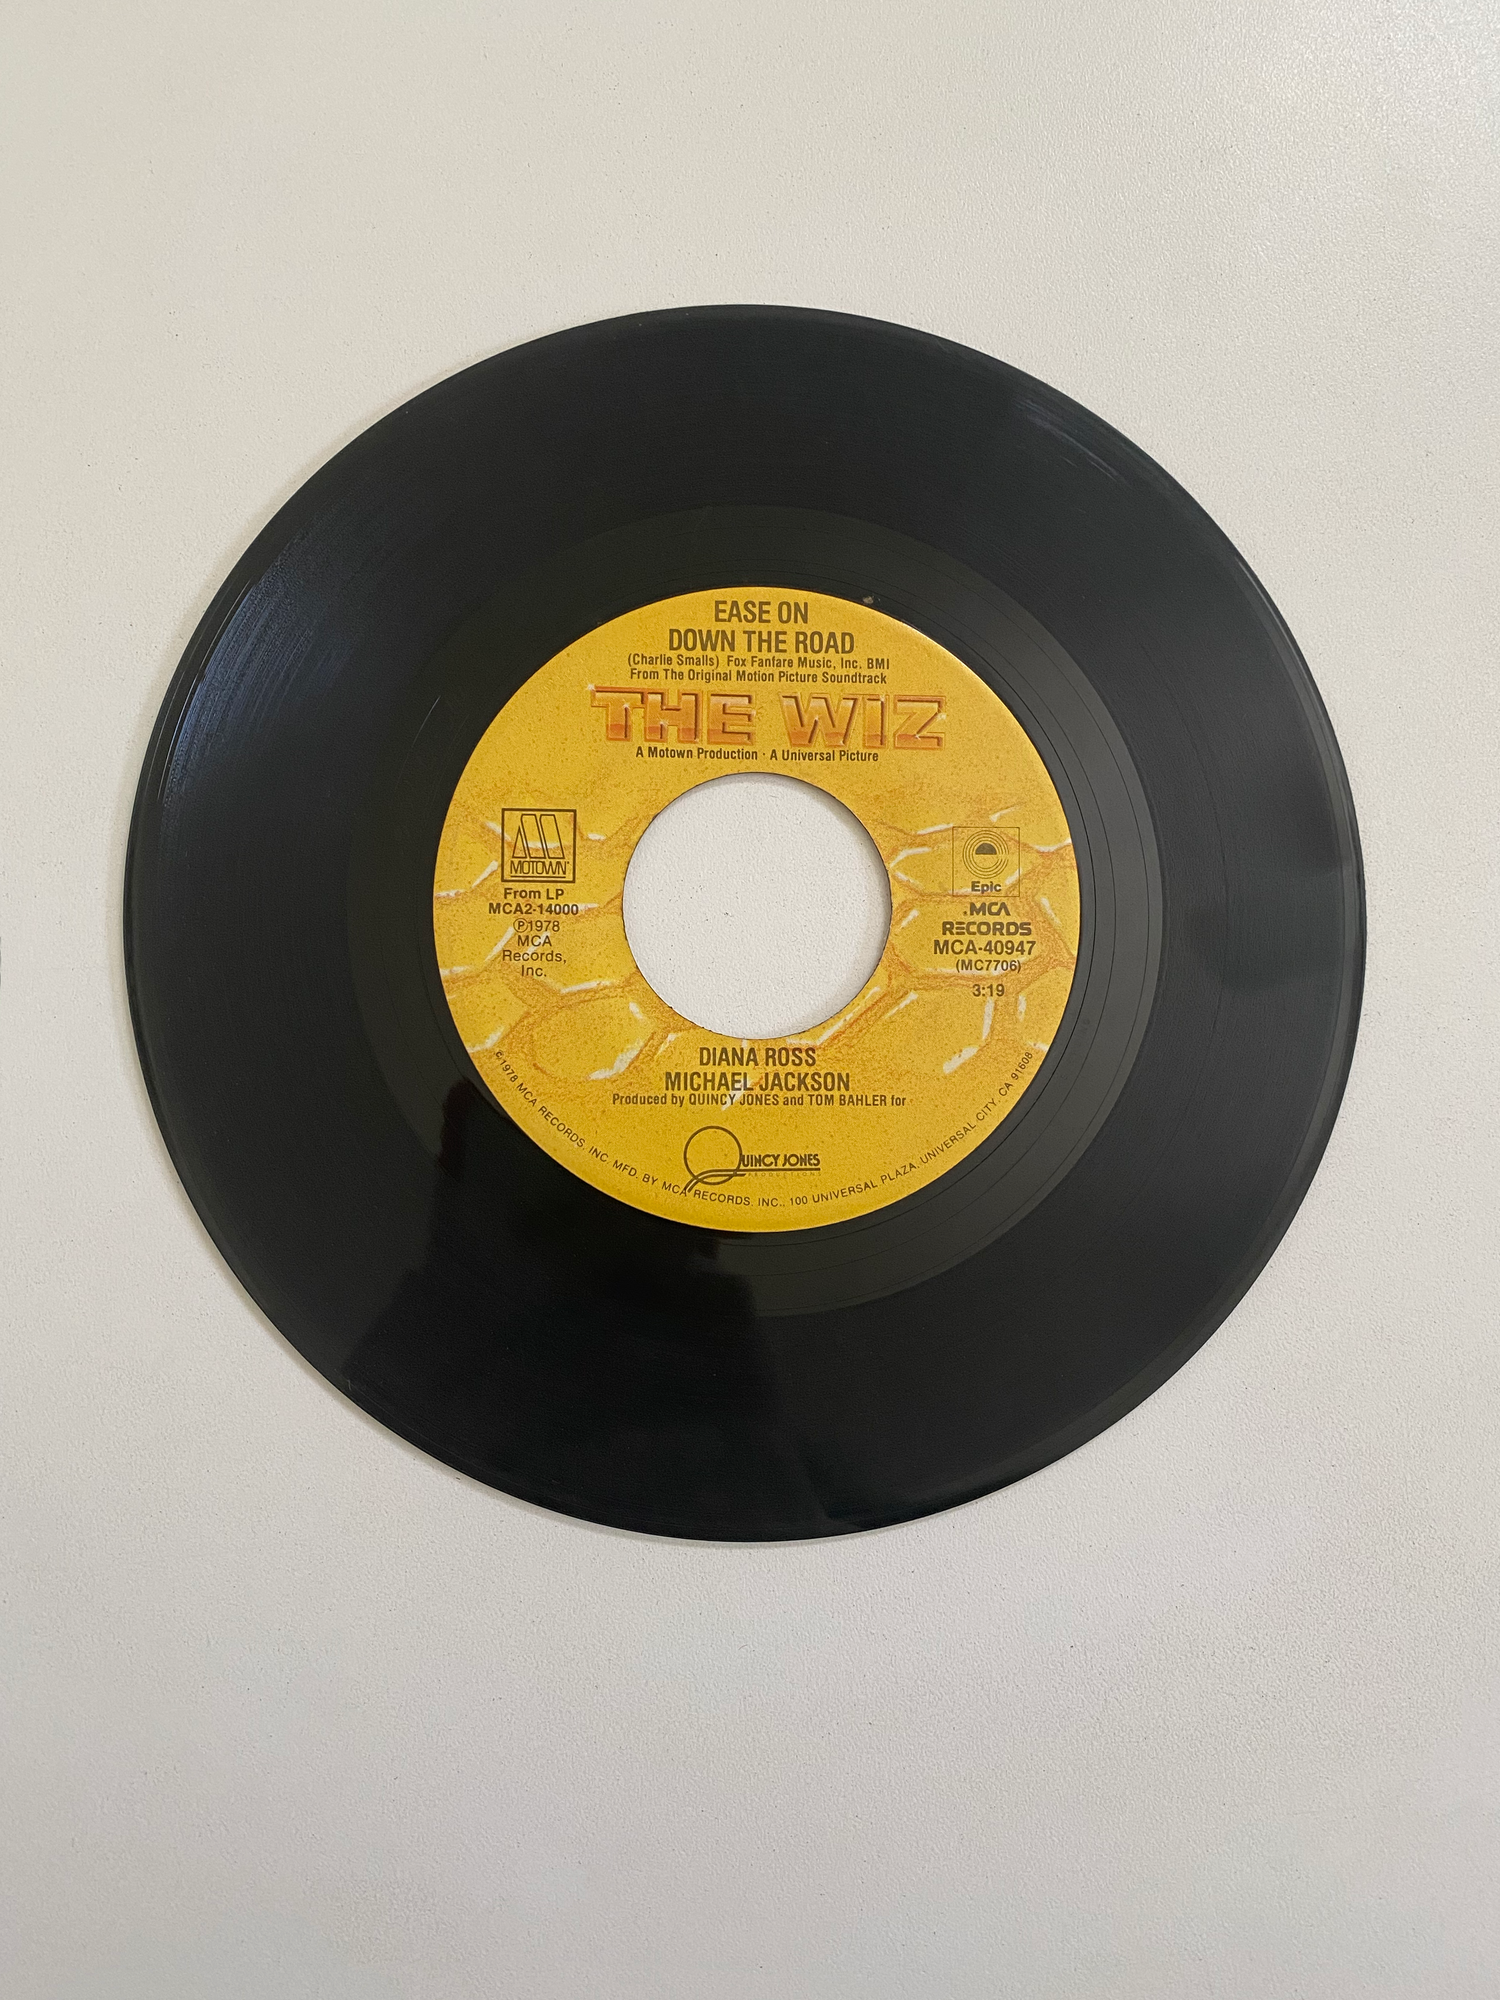 EASE ON
DOWN THE ROAD
(Charlie Smalls) Fox Fanfare Music, Inc. BMI
From The Original Motion Picture Soundtrack
THE WIZ
A Motown Production · A Universal Picture
MOTOWN
From LP
MCA2-14000
Ⓟ1978
MCA
Records,
Inc.
Epic
.MCA
RECORDS
MCA-40947
(MC7706)
3:19
DIANA ROSS
MICHAEL JACKSON
Produced by QUINCY JONES and TOM BAHLER for
QUINCY JONES
PRODUCTIONS
©1978 MCA RECORDS, INC. MFD. BY MCA RECORDS, INC., 100 UNIVERSAL PLAZA, UNIVERSAL CITY, CA 91608